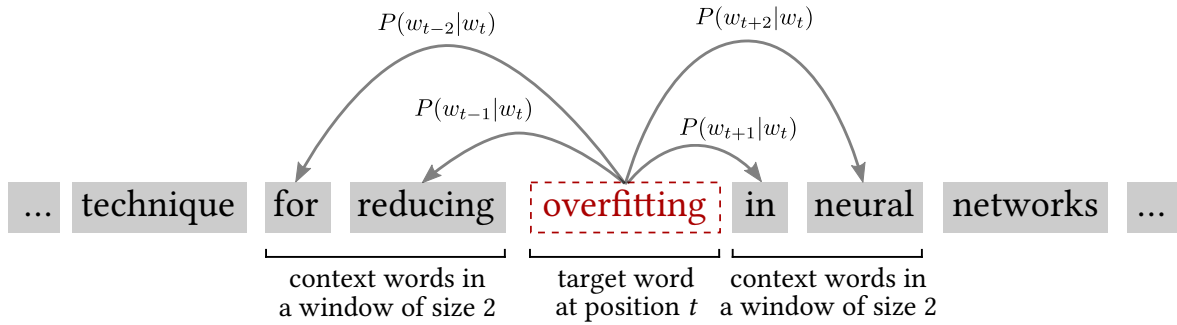 P(w_{t−2}|w_t)
P(w_{t+2}|w_t)
P(w_{t−1}|w_t)
P(w_{t+1}|w_t)
... technique for reducing overfitting in neural networks ...
context words in
a window of size 2
target word
at position t
context words in
a window of size 2